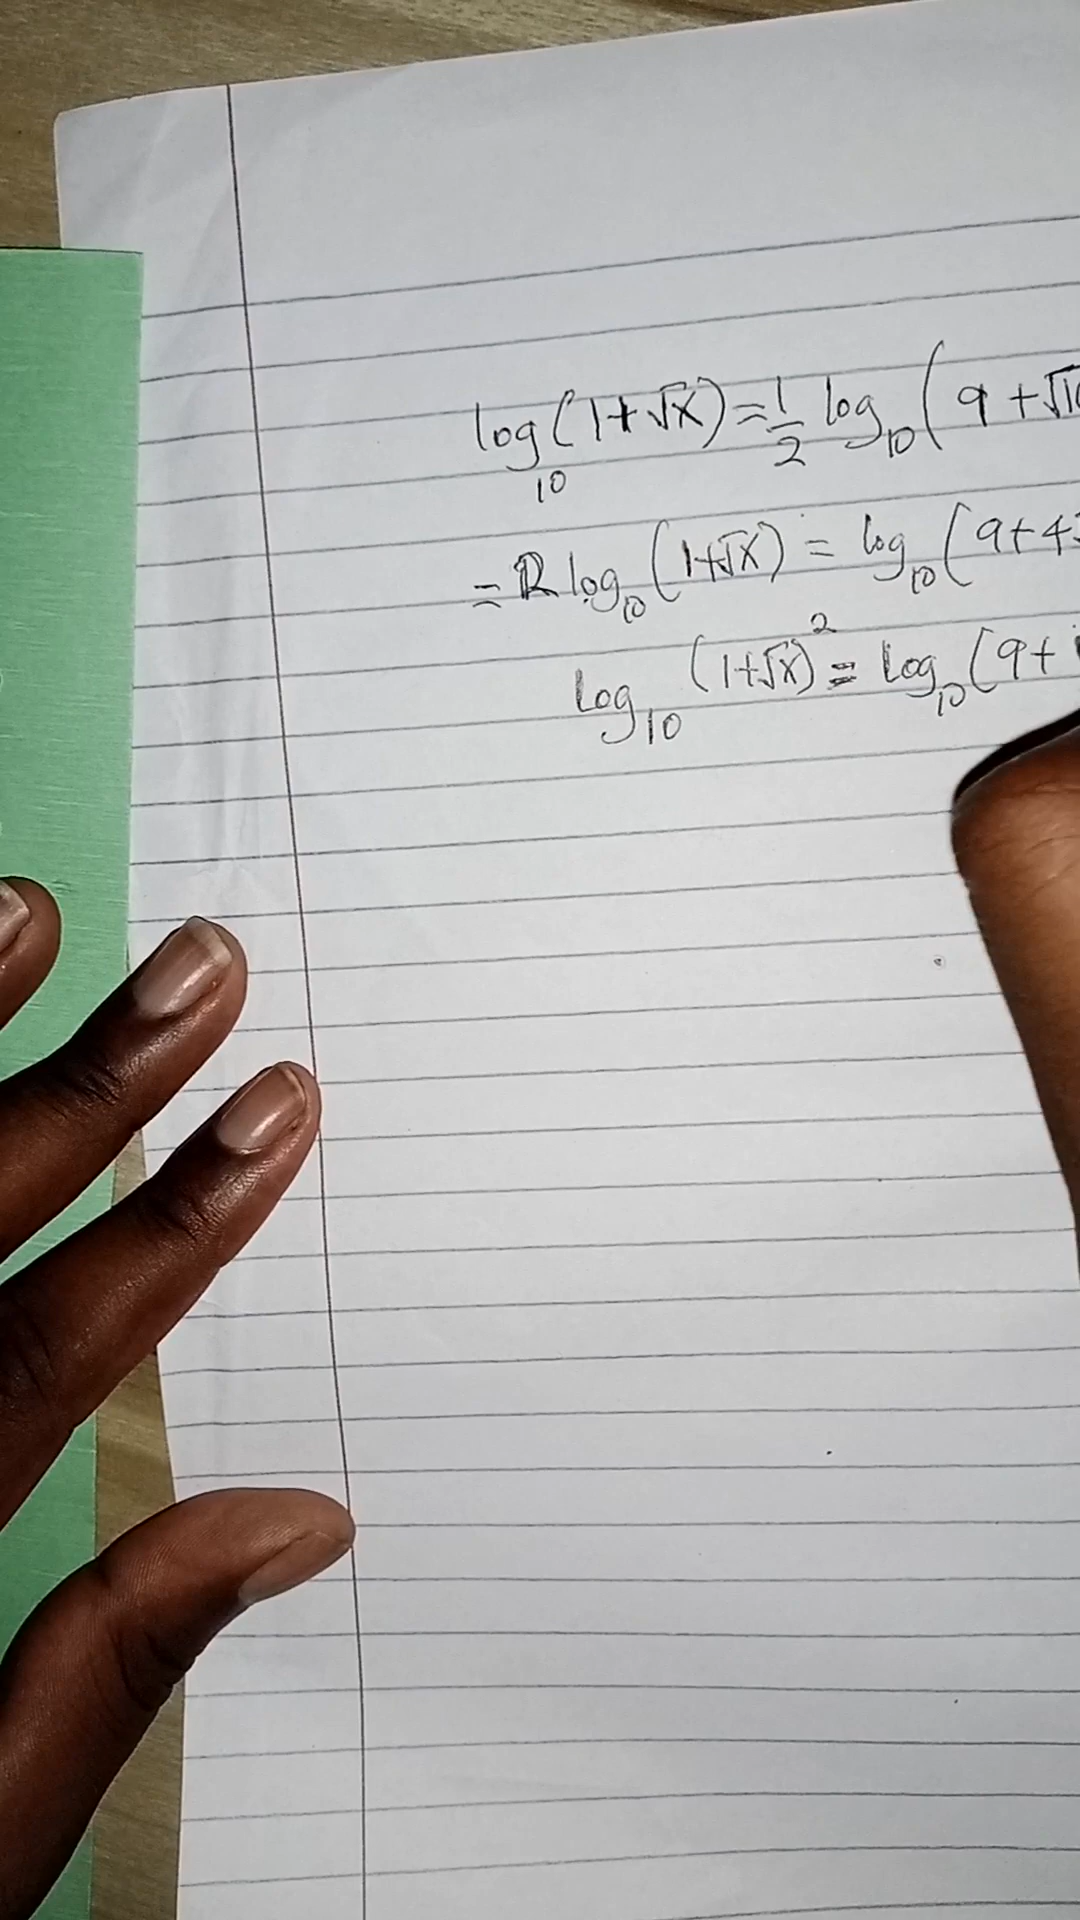 log₁₀(1+√x)=½ log₁₀(9+√1
= 2 log₁₀(1+√x) = log₁₀(9+4
log₁₀(1+√x)² = log₁₀(9+